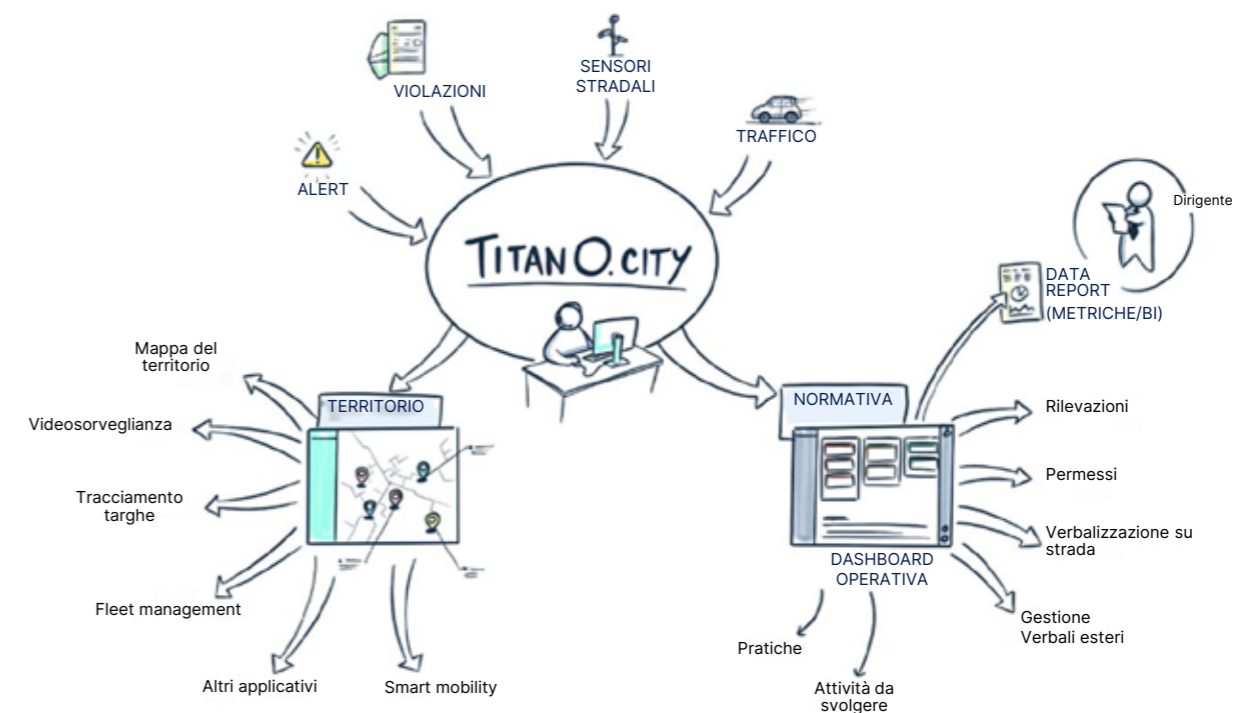 VIOLAZIONI
SENSORI
STRADALI
TRAFFICO
ALERT
TITANO.CITY
Dirigente
DATA
REPORT
(METRICHE/BI)
Mappa del
territorio
TERRITORIO
NORMATIVA
Videosorveglianza
Rilevazioni
Tracciamento
targhe
Permessi
Verbalizzazione su
strada
DASHBOARD
OPERATIVA
Fleet management
Gestione
Verbali esteri
Pratiche
Altri applicativi
Smart mobility
Attività da
svolgere